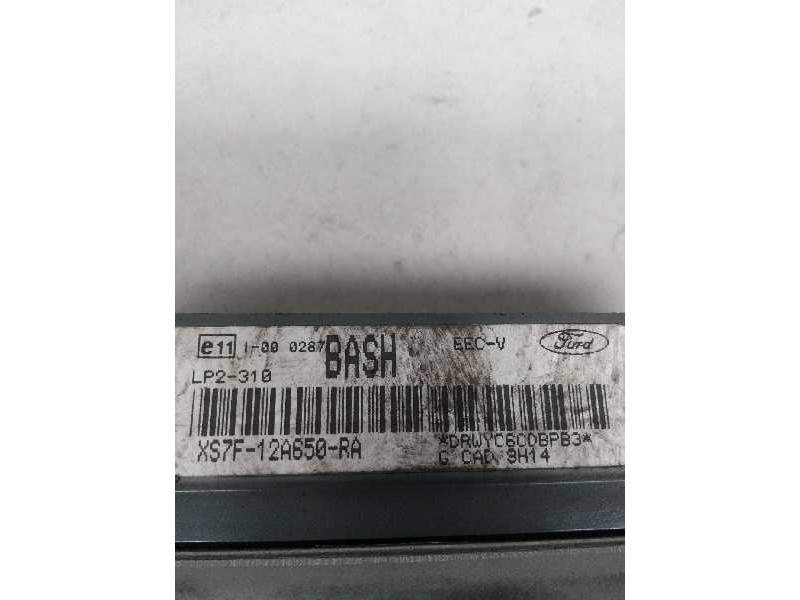 e11 I-00 0287 BASH EEC-V Ford
LP2-310
XS7F-12A650-RA *DRWYC6CDBPB3*
G CAD 9H14